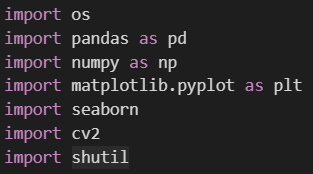 import os
import pandas as pd
import numpy as np
import matplotlib.pyplot as plt
import seaborn
import cv2
import shutil